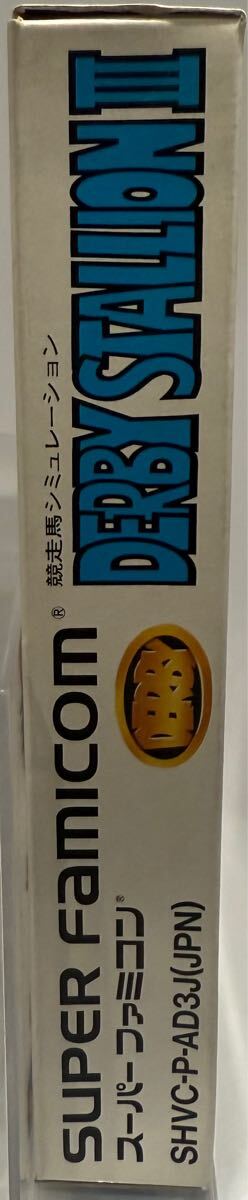 SUPER Famicom®
スーパーファミコン®
SHVC-P-AD3J(JPN)
DERBY
競走馬シミュレーション
DERBY STALLION III